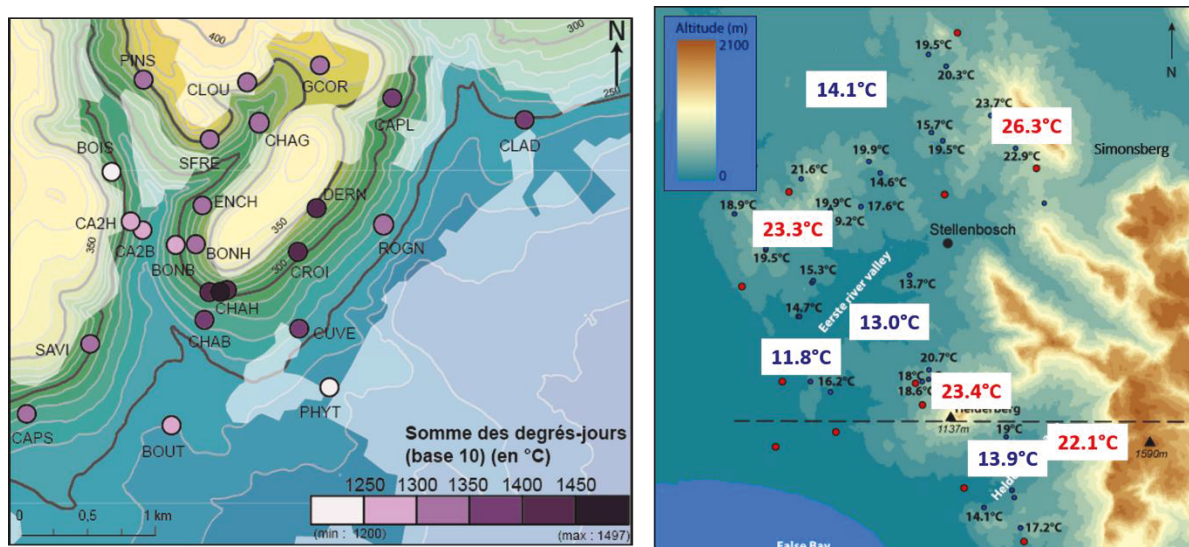 400
300
N
PINS
CLOU
GCOR
250
CAPL
CHAG
CLAD
SFRE
BOIS
DERN
ENCH
350
CA2H
350
ROGN
CA2B
BONH
BONB
300
CROI
CHAH
CHAB
CUVE
SAVI
PHYT
CAPS
BOUT
Somme des degrés-jours
(base 10) (en °C)
1250 1300 1350 1400 1450
(min : 1200) (max : 1497)
0 0,5 1 km
Altitude (m)
2100
0
N
19.5°C
20.3°C
14.1°C
23.7°C
26.3°C
15.7°C
19.5°C
22.9°C
Simonsberg
19.9°C
21.6°C
14.6°C
18.9°C
19.9°C
17.6°C
9.2°C
23.3°C
Stellenbosch
19.5°C
15.3°C
13.7°C
Eerste river valley
14.7°C
13.0°C
11.8°C
20.7°C
16.2°C
18°C
18.6°C
23.4°C
1137m
19°C
22.1°C
1590m
13.9°C
14.1°C
17.2°C
False Bay